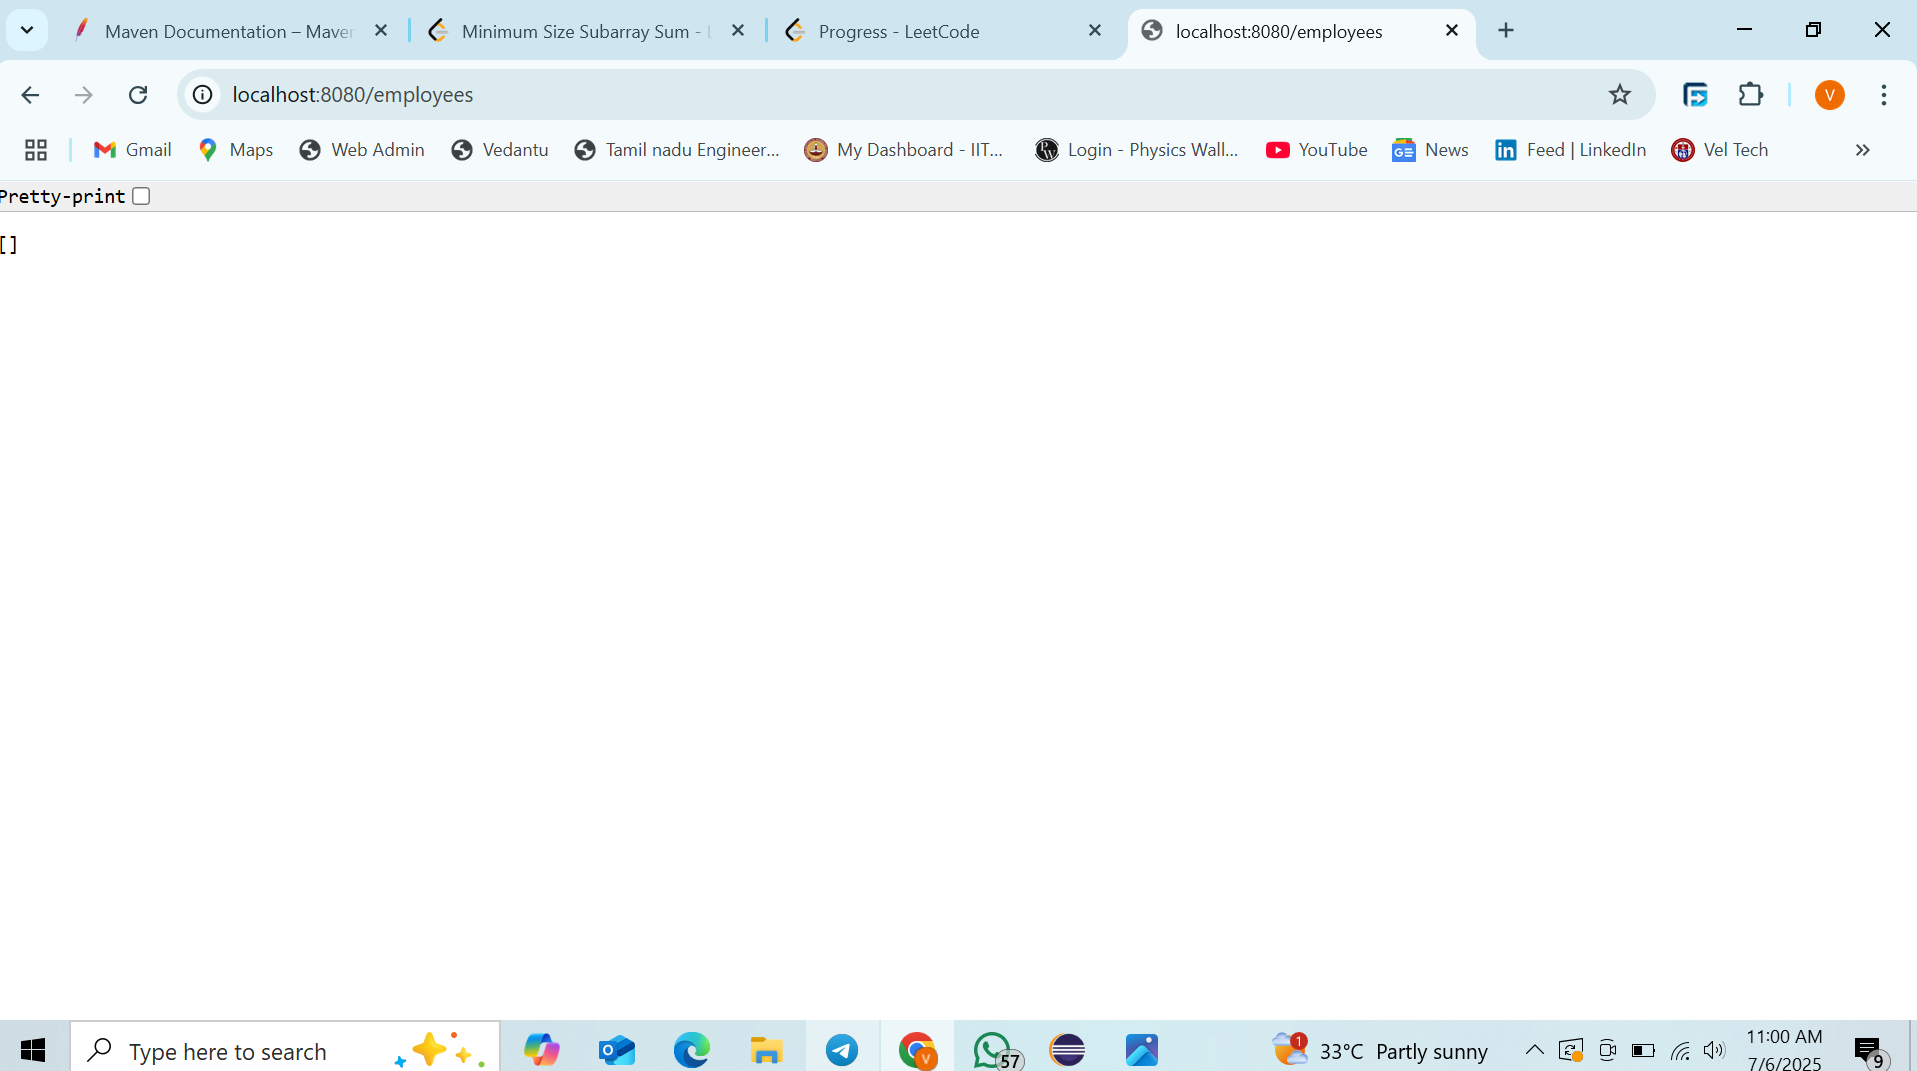 Maven Documentation – Maven
Minimum Size Subarray Sum - L
Progress - LeetCode
localhost:8080/employees
localhost:8080/employees
V
Gmail
Maps
Web Admin
Vedantu
Tamil nadu Engineer...
My Dashboard - IIT...
Login - Physics Wall...
YouTube
News
Feed | LinkedIn
Vel Tech
Pretty-print
[]
Type here to search
V
57
1
33°C Partly sunny
11:00 AM
7/6/2025
9